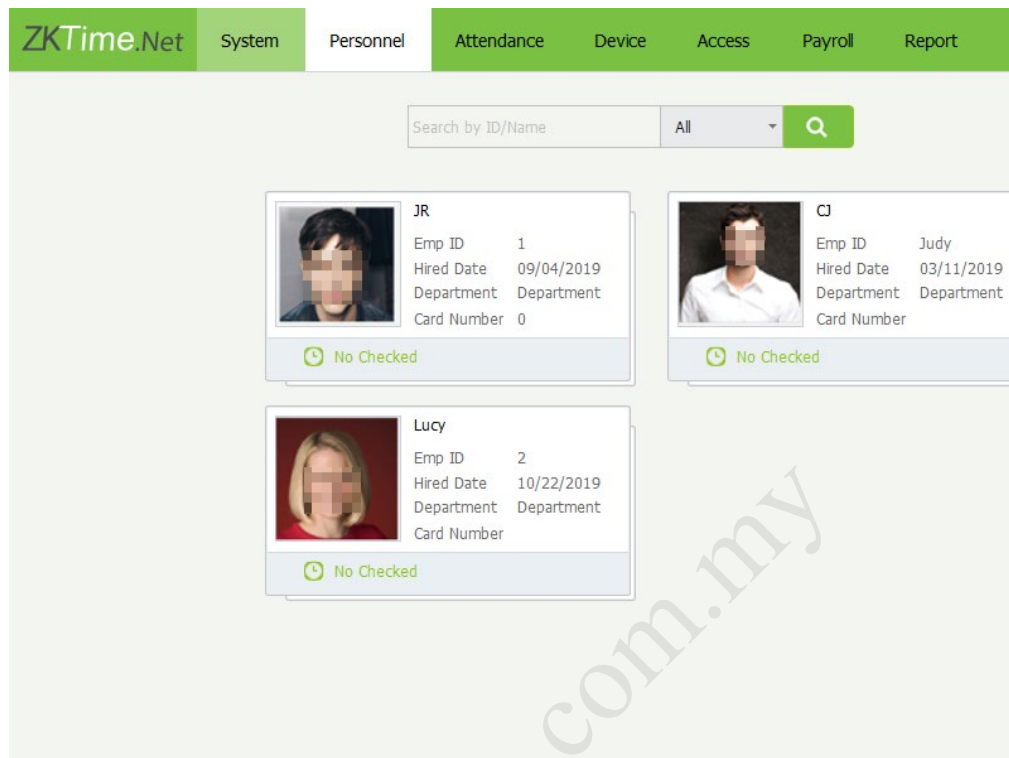 ZKTime.Net System Personnel Attendance Device Access Payroll Report
Search by ID/Name All
JR
Emp ID 1
Hired Date 09/04/2019
Department Department
Card Number 0
No Checked
CJ
Emp ID Judy
Hired Date 03/11/2019
Department Department
Card Number
No Checked
Lucy
Emp ID 2
Hired Date 10/22/2019
Department Department
Card Number
No Checked
com.my